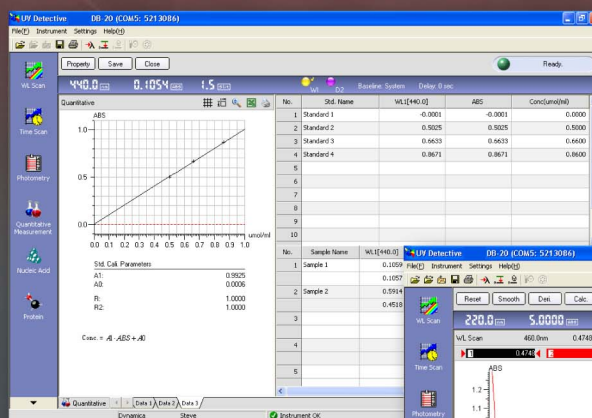 UV Detective DB-20 (COM5: 5213086)
File(F) Instrument Settings Help(H)
Property Save Close Ready.
440.0 nm 0.1054 ABS 1.5 WI D2 Baseline: System Delay: 0 sec
WL Scan
Time Scan
Photometry
Quantitative Measurement
Nucleic Acid
Protein
Quantitative
ABS
1.0
0.5
0.0
0.0 0.1 0.2 0.3 0.4 0.5 0.6 0.7 0.8 0.9 1.0 umol/ml
Std. Cali. Parameters
A1: 0.9925
A0: 0.0006
R: 1.0000
R2: 1.0000
Conc. = A1·ABS + A0
No. Std. Name WL1[440.0] ABS Conc(umol/ml)
1 Standard 1 -0.0001 -0.0001 0.0000
2 Standard 2 0.5025 0.5025 0.5000
3 Standard 3 0.6633 0.6633 0.6600
4 Standard 4 0.8671 0.8671 0.8600
5
6
7
8
9
10
No. Sample Name WL1[440.0]
1 Sample 1 0.1059
0.1057
2 Sample 2 0.5914
0.4518
3
4
5
Quantitative Data 1 Data 2 Data 3
Dynamica Steve Instrument OK
UV Detective DB-20 (COM5: 5213086)
File(F) Instrument Settings Help(H)
Reset Smooth Deri. Calc.
220.0 nm 5.0000 ABS
WL Scan
Time Scan
Photometry
WL Scan 460.0nm 0.4748
1 0.4748 2
ABS
1.2
1.1